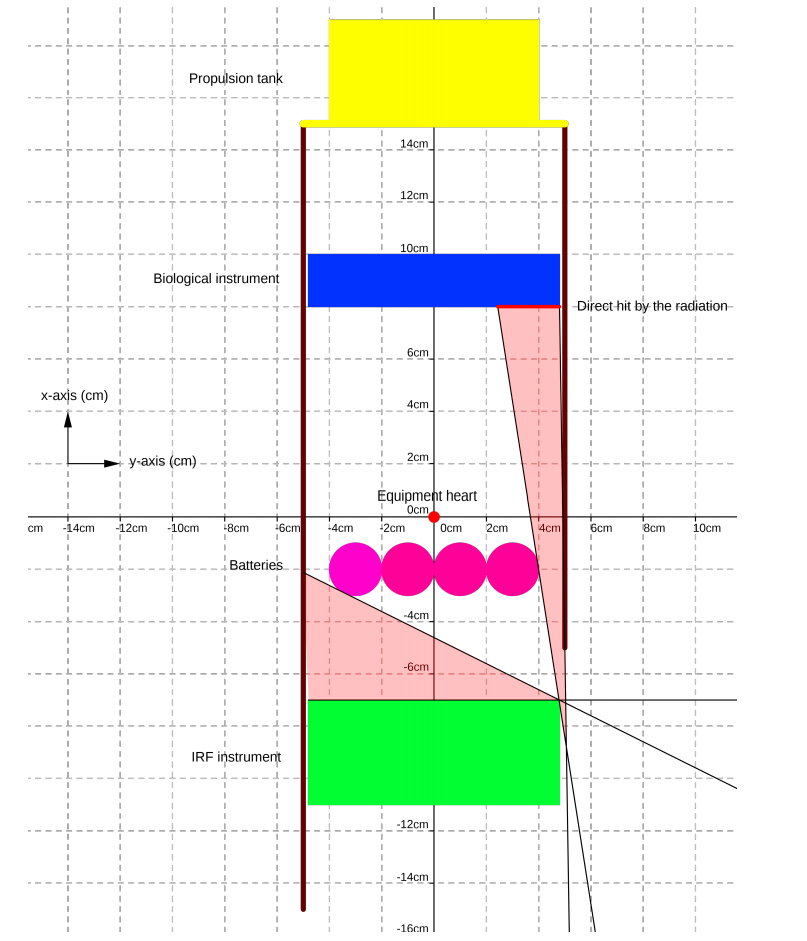 Propulsion tank
14cm
12cm
10cm
Biological instrument
Direct hit by the radiation
6cm
x-axis (cm)
4cm
y-axis (cm)
2cm
Equipment heart
0cm
cm -14cm -12cm -10cm -8cm -6cm -4cm -2cm 0cm 2cm 4cm 6cm 8cm 10cm
Batteries
-4cm
-6cm
IRF instrument
-12cm
-14cm
-16cm